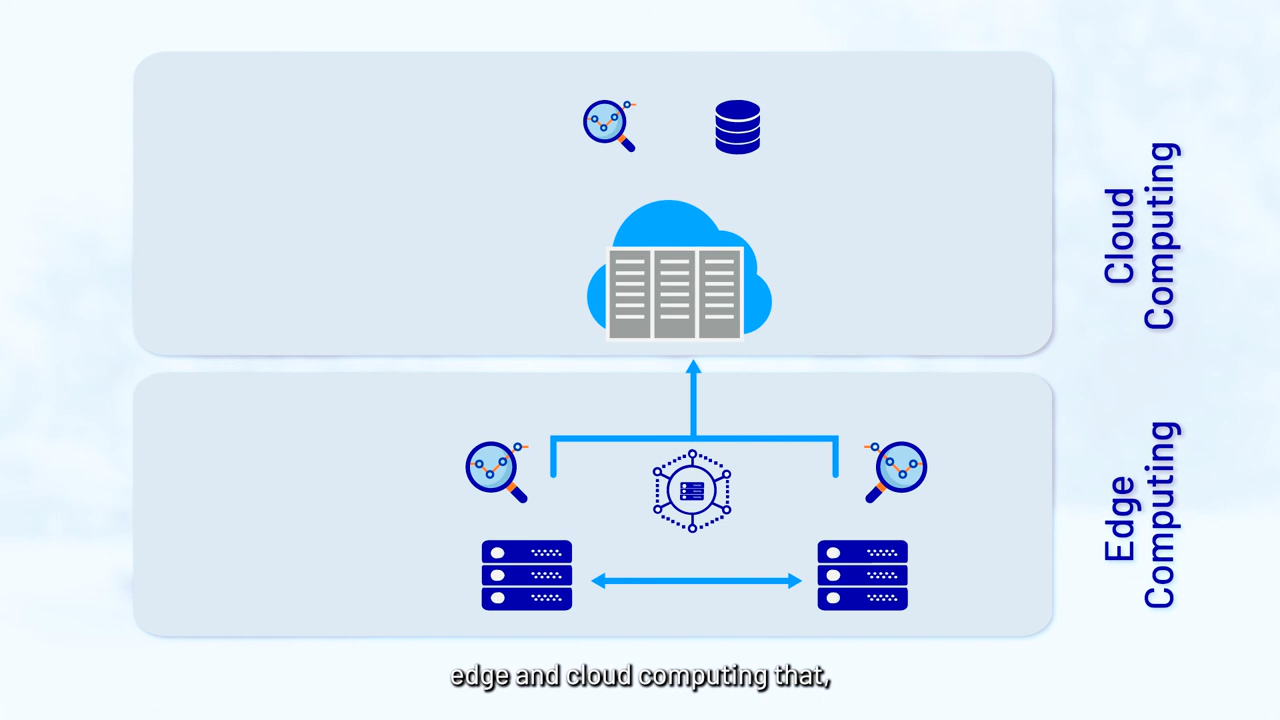 Cloud
Computing
Edge
Computing
edge and cloud computing that,